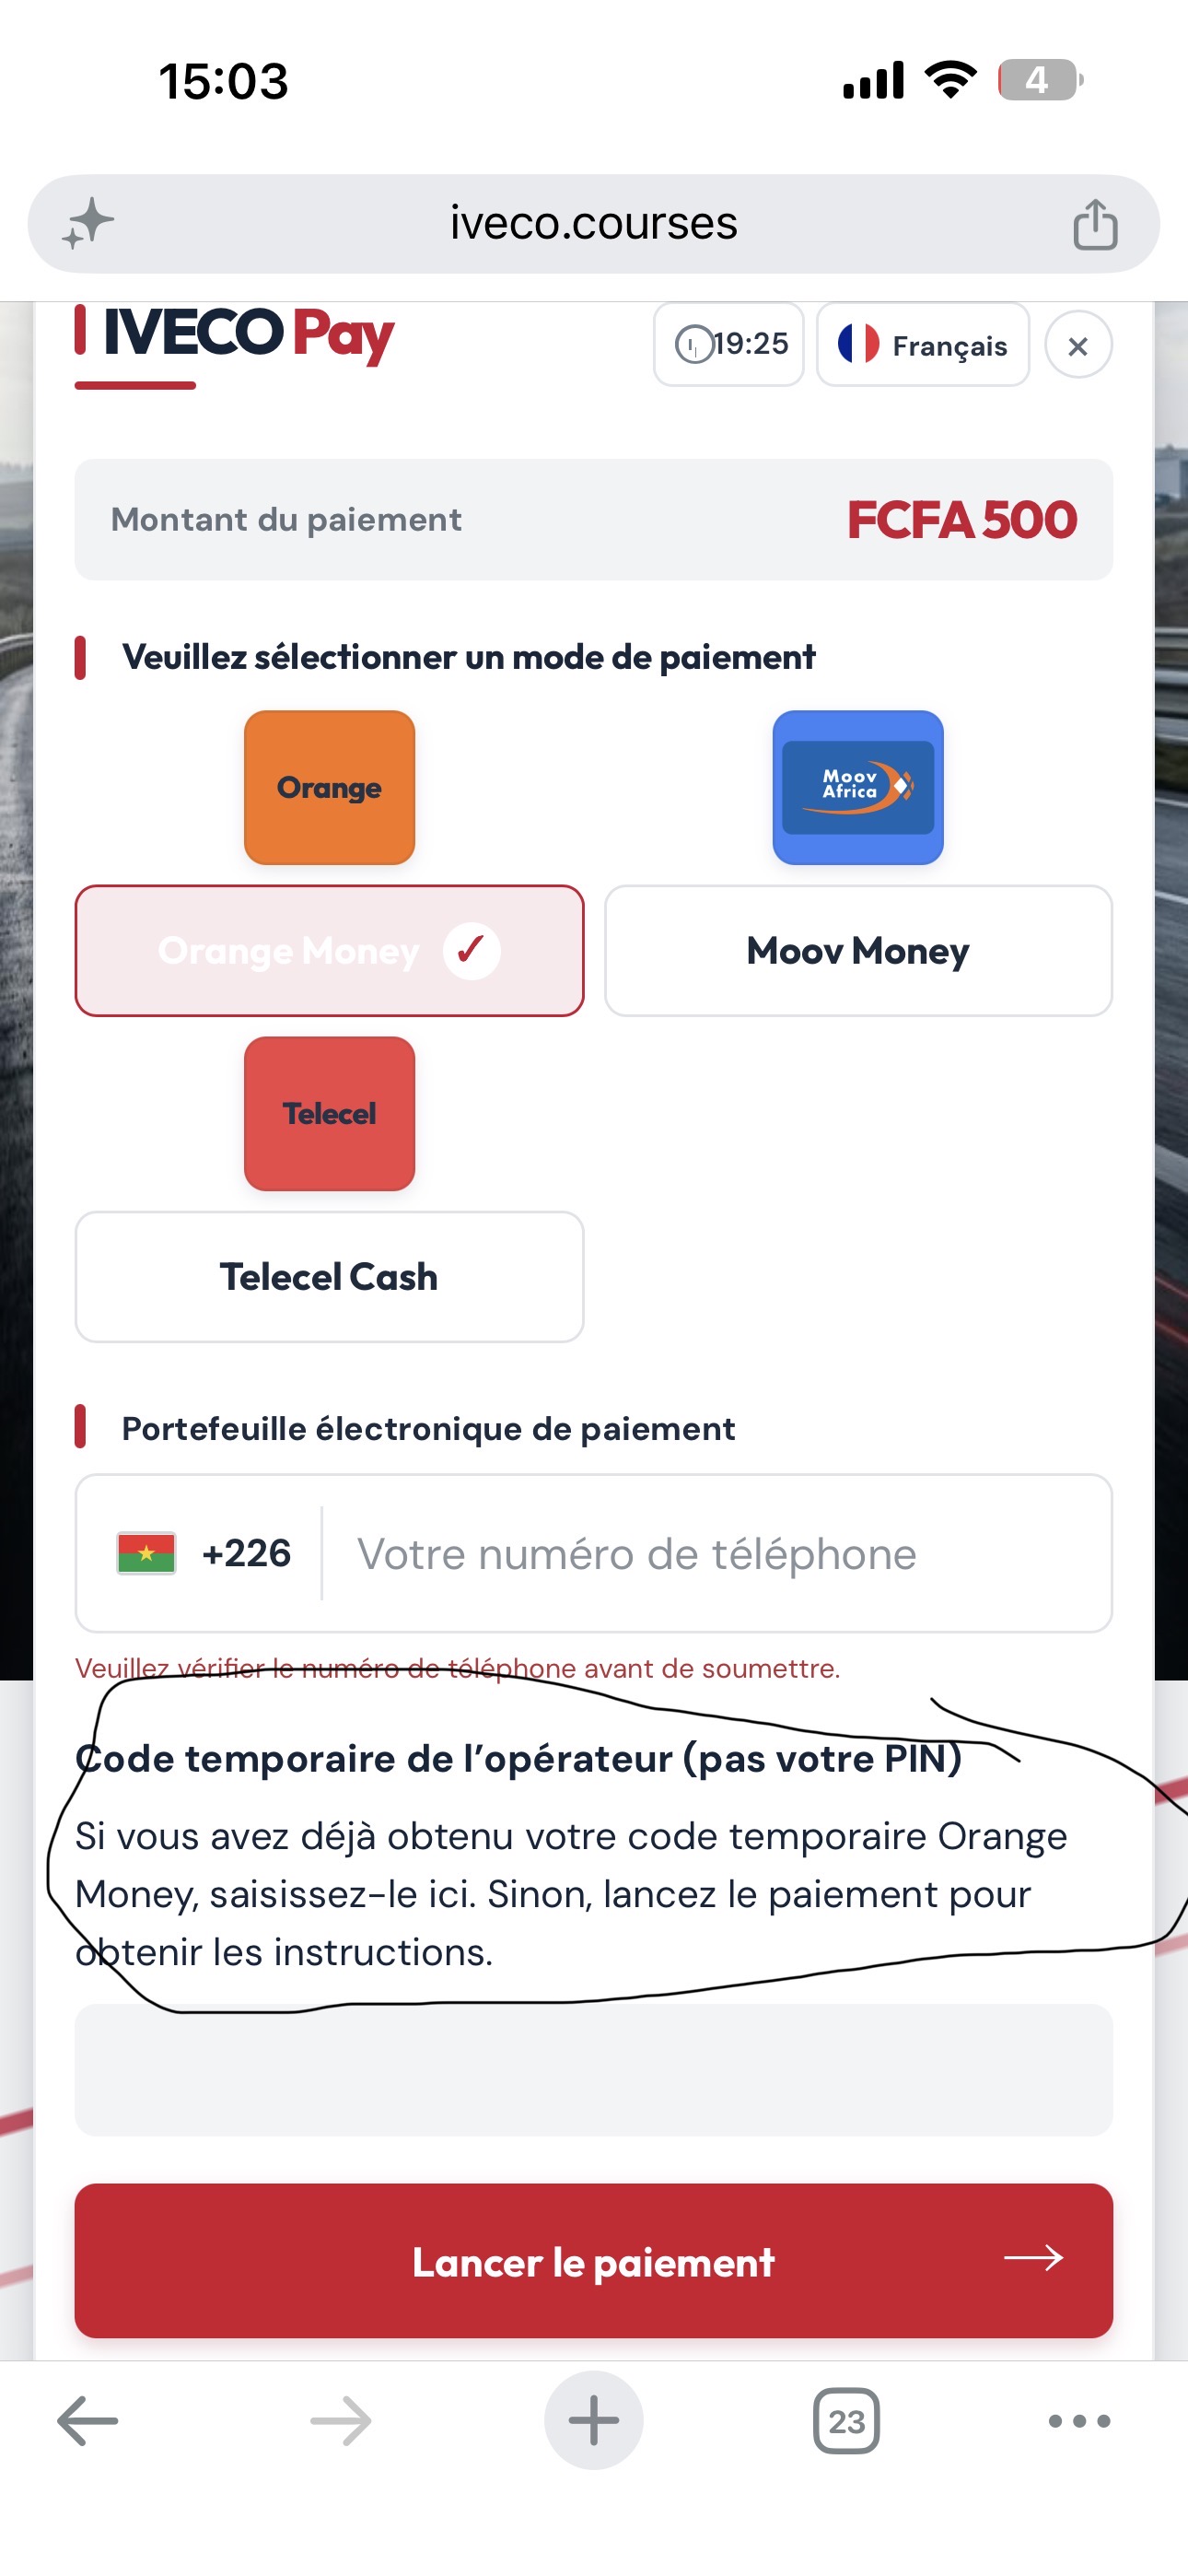 15:03
4
iveco.courses
IVECO Pay
19:25
Français
×
Montant du paiement
FCFA 500
Veuillez sélectionner un mode de paiement
Orange
Moov
Africa
Orange Money ✓
Moov Money
Telecel
Telecel Cash
Portefeuille électronique de paiement
+226
Votre numéro de téléphone
Veuillez vérifier le numéro de téléphone avant de soumettre.
Code temporaire de l’opérateur (pas votre PIN)
Si vous avez déjà obtenu votre code temporaire Orange
Money, saisissez-le ici. Sinon, lancez le paiement pour
obtenir les instructions.
Lancer le paiement
23